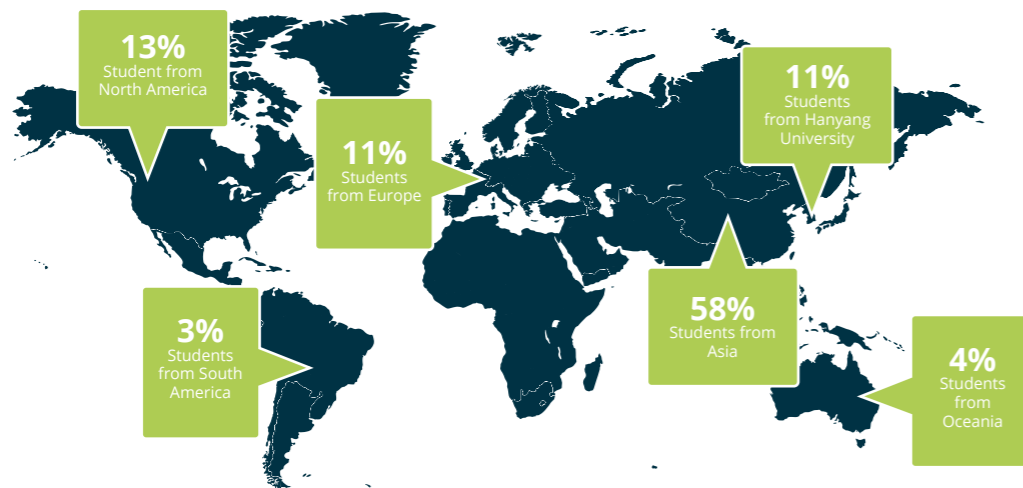 13%
Student from
North America
11%
Students
from Hanyang
University
11%
Students
from Europe
3%
Students
from South
America
58%
Students from
Asia
4%
Students
from
Oceania